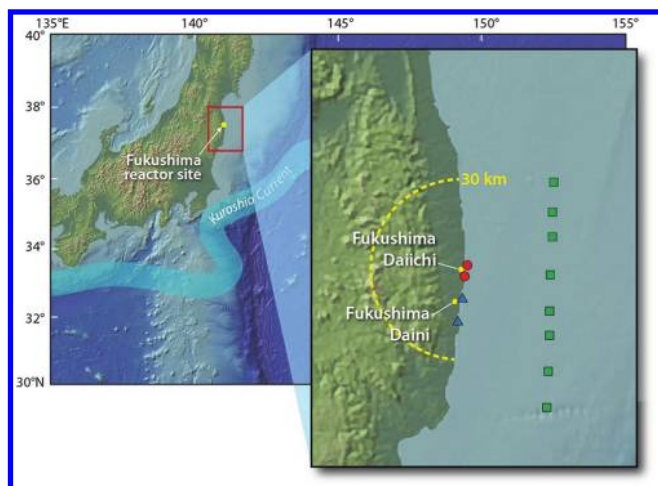 135°E
140°
145°
150°
155°
40°
38°
36°
34°
32°
30°N
Fukushima
reactor site
Kuroshio Current
30 km
Fukushima
Daiichi
Fukushima
Daini